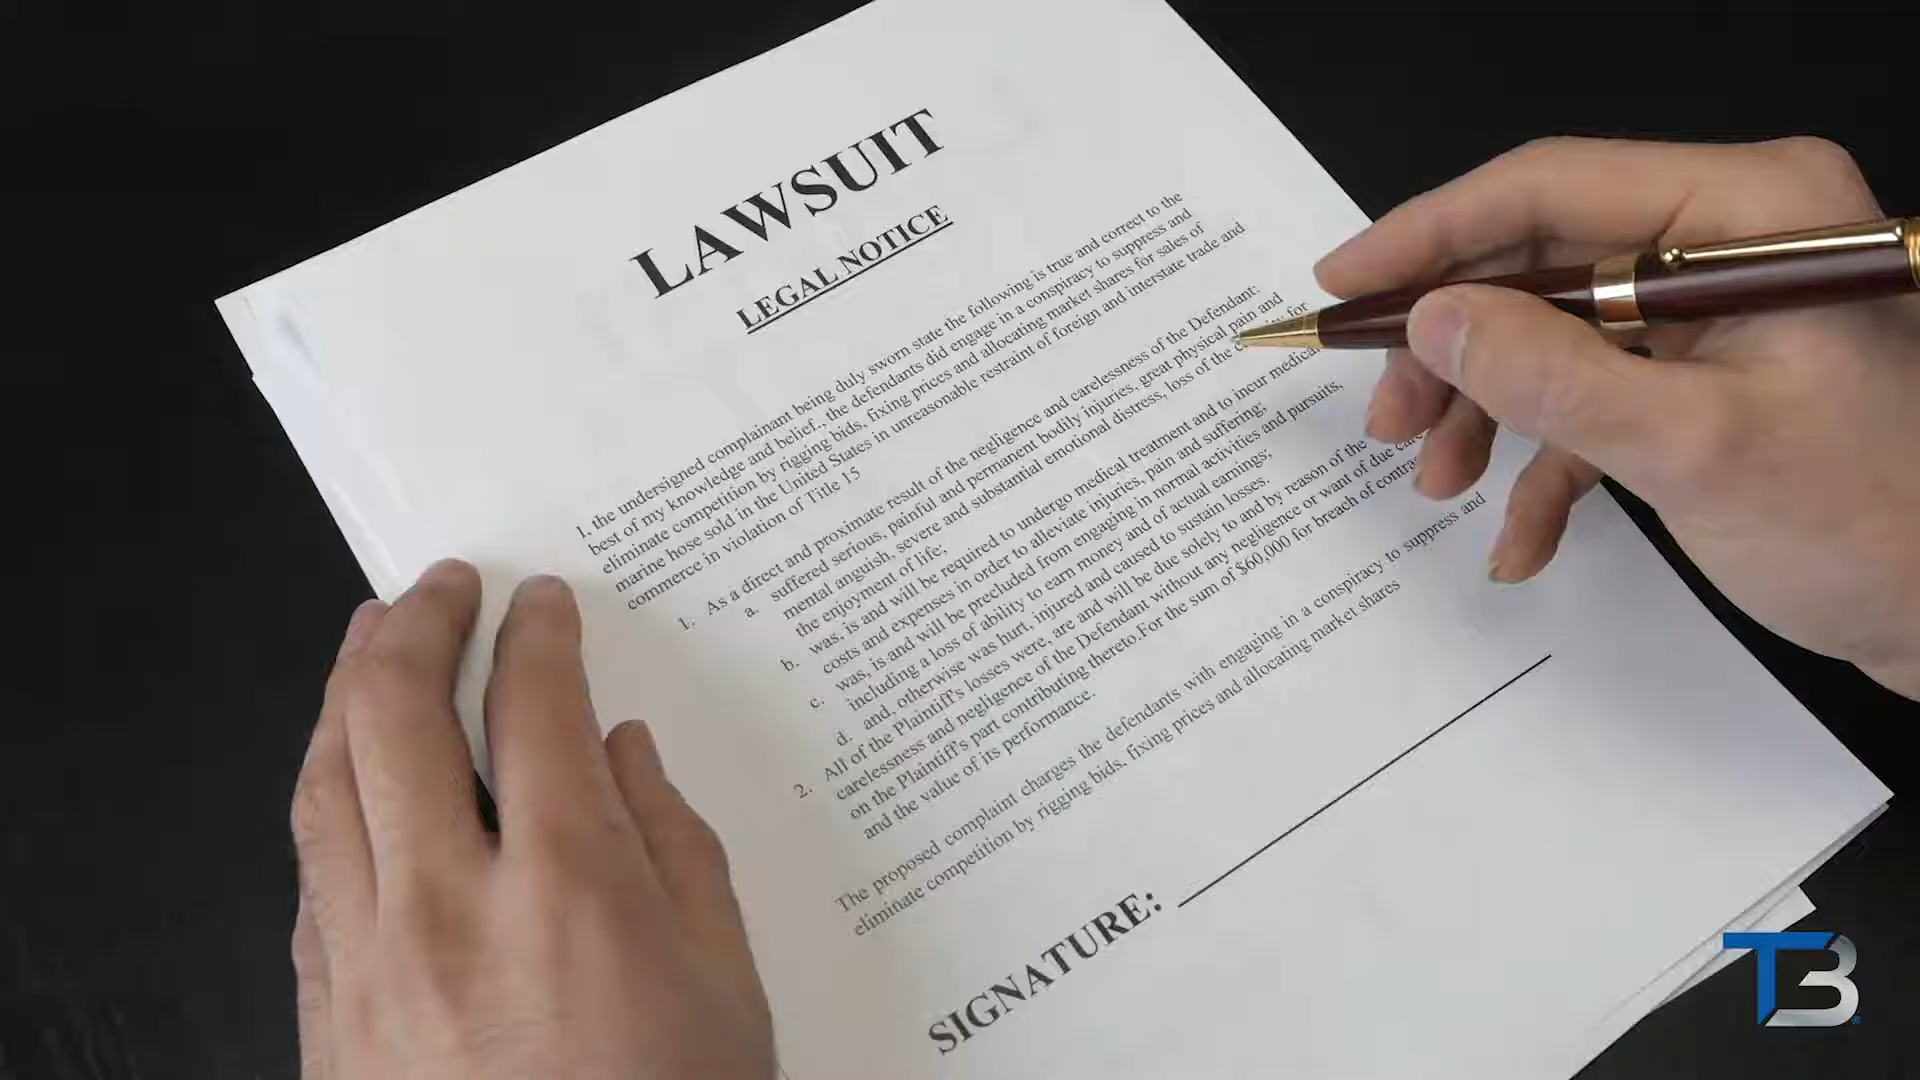 LAWSUIT
LEGAL NOTICE
I, the undersigned complainant being duly sworn state the following is true and correct to the
best of my knowledge and belief., the defendants did engage in a conspiracy to suppress and
eliminate competition by rigging bids, fixing prices and allocating market shares for sales of
marine hose sold in the United States in unreasonable restraint of foreign and interstate trade and
commerce in violation of Title 15
1. As a direct and proximate result of the negligence and carelessness of the Defendant:
a. suffered serious, painful and permanent bodily injuries, great physical pain and
mental anguish, severe and substantial emotional distress, loss of the for
the enjoyment of life;
b. was, is and will be required to undergo medical treatment and to incur medical
costs and expenses in order to alleviate injuries, pain and suffering;
c. was, is and will be precluded from engaging in normal activities and pursuits,
including a loss of ability to earn money and of actual earnings;
d. and, otherwise was hurt, injured and caused to sustain losses.
2. All of the Plaintiff's losses were, are and will be due solely to and by reason of the
carelessness and negligence of the Defendant without any negligence or want of due care
on the Plaintiff's part contributing thereto.For the sum of $60,000 for breach of contra
and the value of its performance.
The proposed complaint charges the defendants with engaging in a conspiracy to suppress and
eliminate competition by rigging bids, fixing prices and allocating market shares
SIGNATURE:
TB